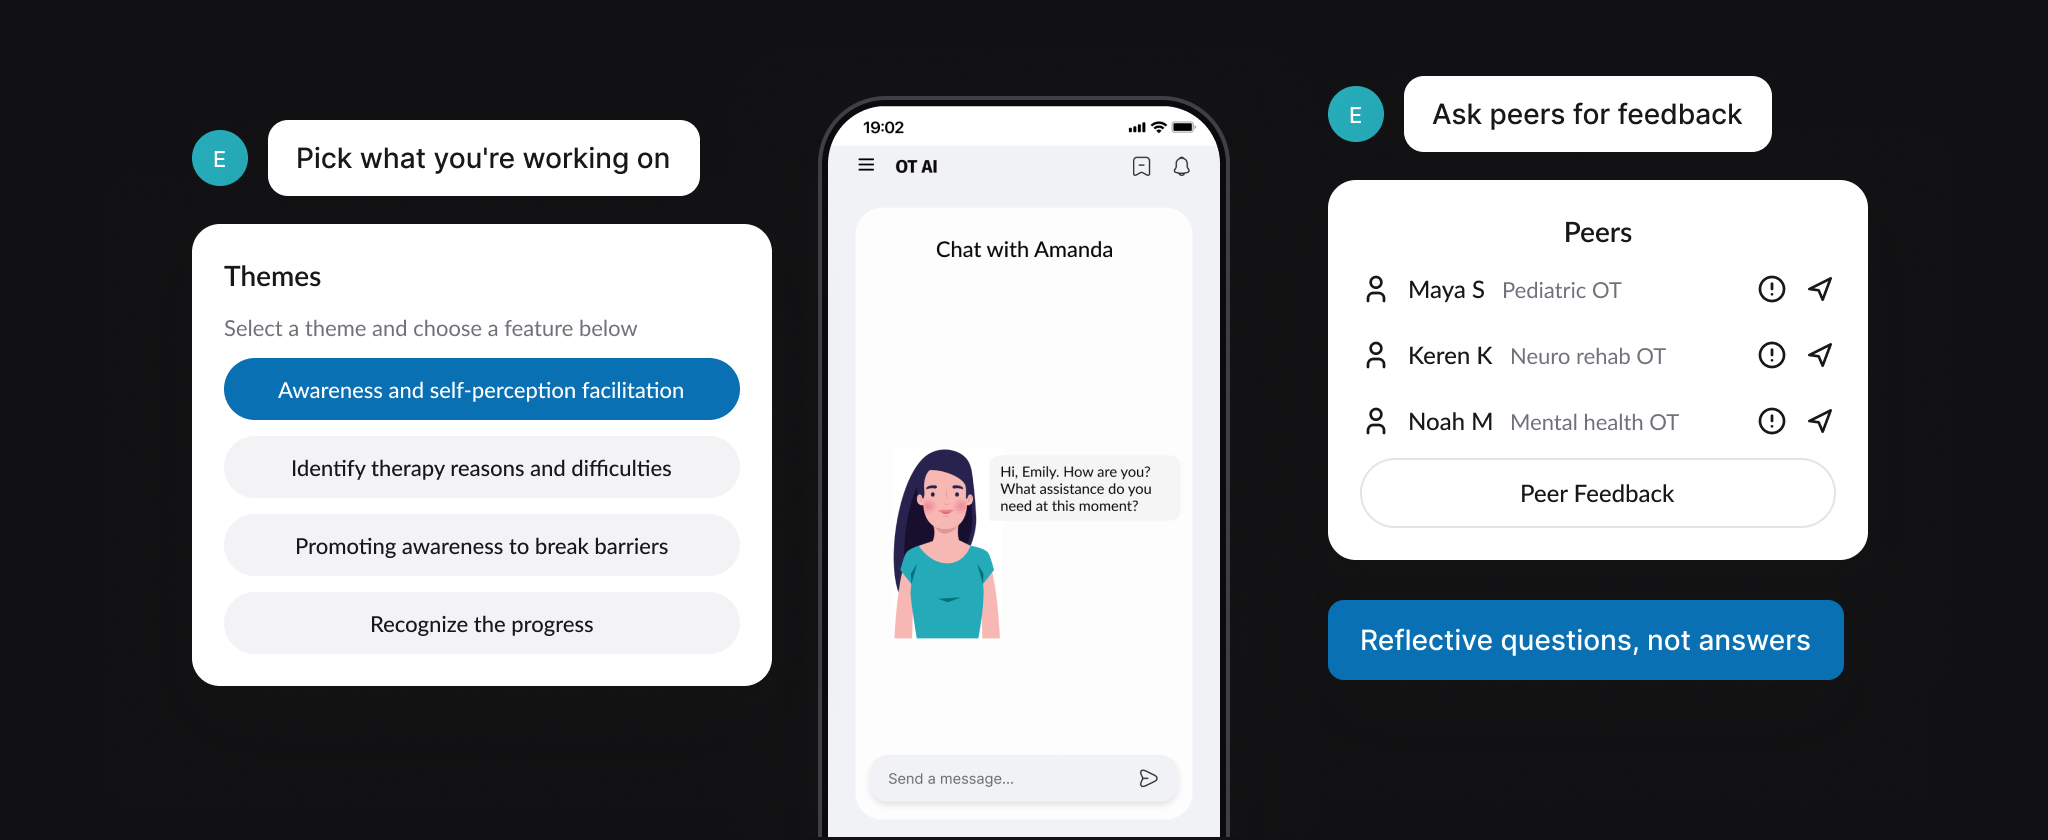 E
Pick what you're working on
Themes
Select a theme and choose a feature below
Awareness and self-perception facilitation
Identify therapy reasons and difficulties
Promoting awareness to break barriers
Recognize the progress
19:02
OT AI
Chat with Amanda
Hi, Emily. How are you?
What assistance do you
need at this moment?
Send a message...
E
Ask peers for feedback
Peers
Maya S Pediatric OT
Keren K Neuro rehab OT
Noah M Mental health OT
Peer Feedback
Reflective questions, not answers